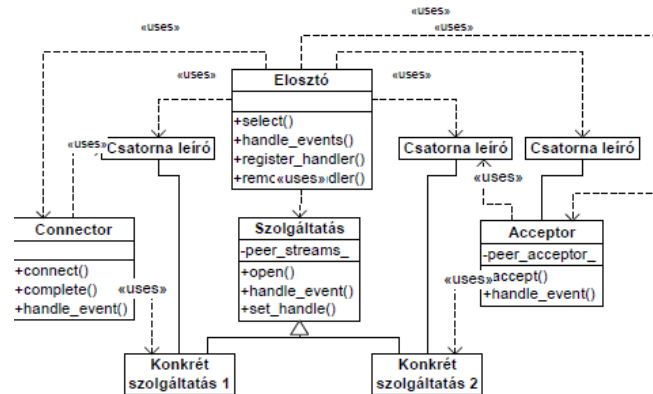 «uses»
«uses»
«uses»
Elosztó
+select()
+handle_events()
+register_handler()
+remo«uses»dler()
«uses»
«uses»
«uses»
Csatorna leíró
Csatorna leíró
Csatorna leíró
«uses»
Connector
+connect()
+complete()
+handle_event()
Szolgáltatás
-peer_streams_
+open()
+handle_event()
+set_handle()
Acceptor
-peer_acceptor_
accept()
+handle_event()
«uses»
«uses»
Konkrét
szolgáltatás 1
Konkrét
szolgáltatás 2